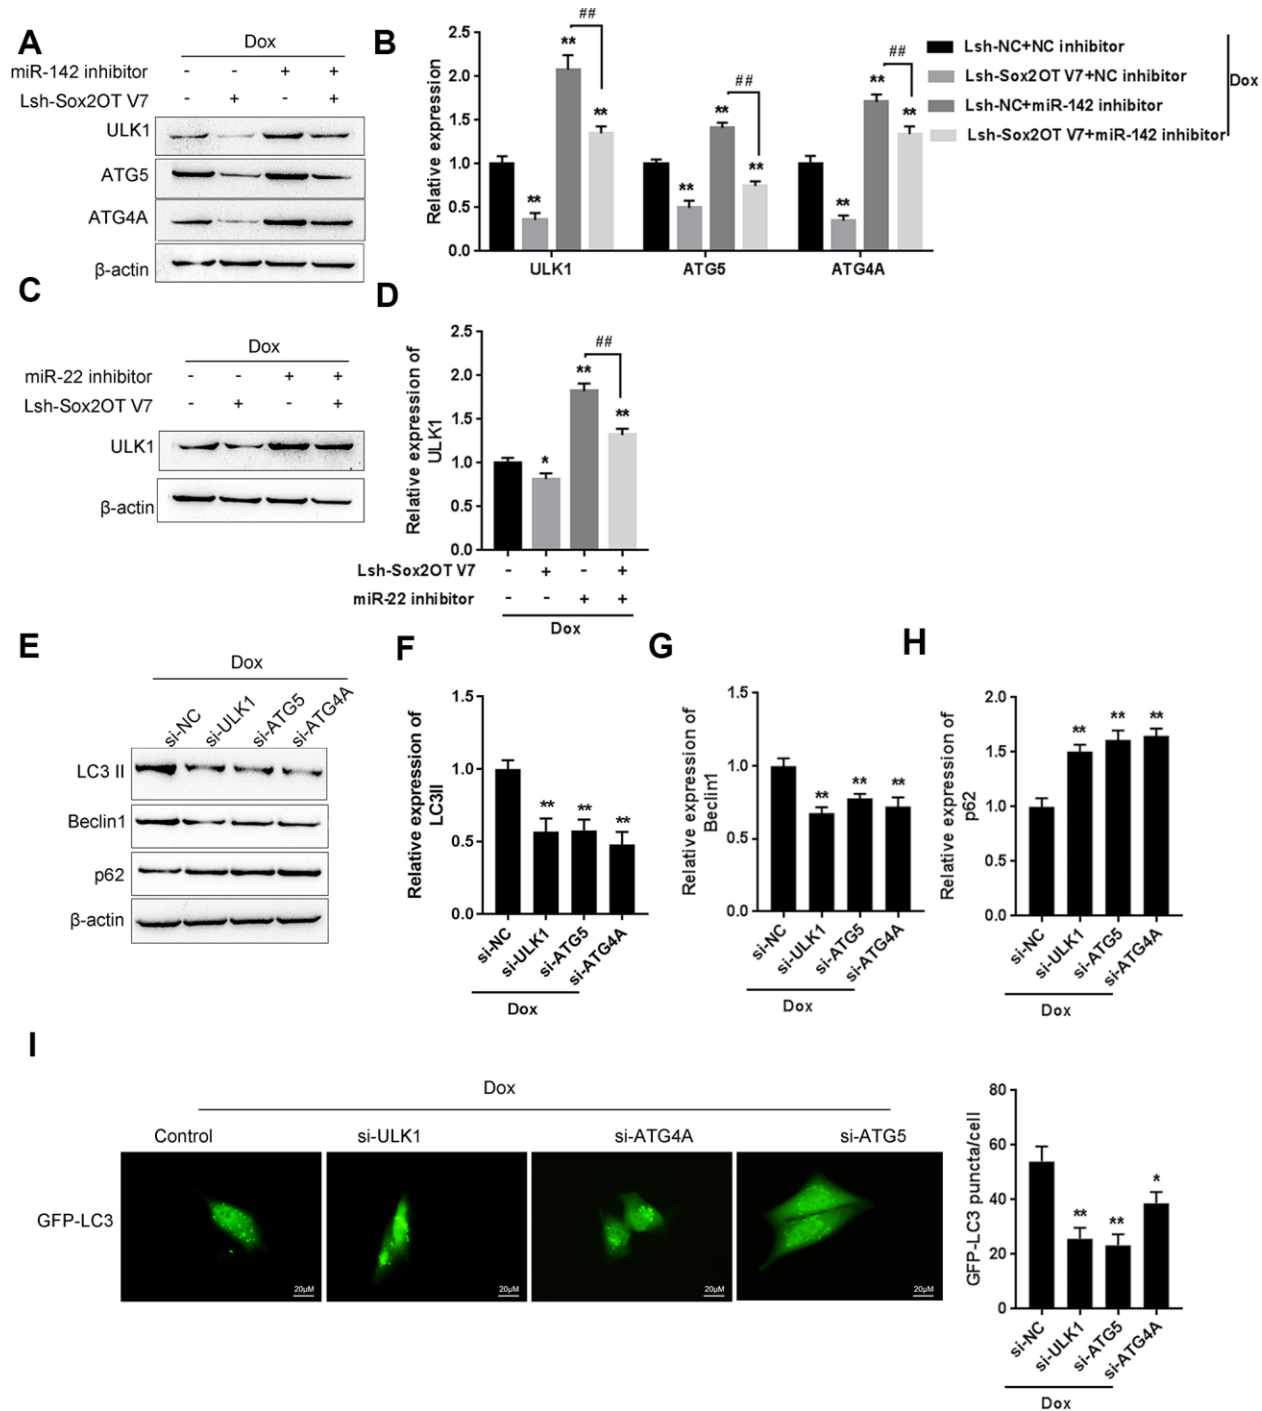 A
Dox
miR-142 inhibitor - - + +
Lsh-Sox2OT V7 - + - +
ULK1
ATG5
ATG4A
β-actin
B
Relative expression
2.5
2.0
1.5
1.0
0.5
0.0
** ** ** ##
** ** ** ##
** ** ** ##
ULK1 ATG5 ATG4A
Lsh-NC+NC inhibitor
Lsh-Sox2OT V7+NC inhibitor
Lsh-NC+miR-142 inhibitor
Lsh-Sox2OT V7+miR-142 inhibitor
Dox
C
Dox
miR-22 inhibitor - - + +
Lsh-Sox2OT V7 - + - +
ULK1
β-actin
D
Relative expression of
ULK1
2.5
2.0
1.5
1.0
0.5
0.0
* ** ** ##
Lsh-Sox2OT V7 - + - +
miR-22 inhibitor - - + +
Dox
E
Dox
si-NC si-ULK1 si-ATG5 si-ATG4A
LC3 II
Beclin1
p62
β-actin
F
Relative expression of
LC3II
1.5
1.0
0.5
0.0
** ** **
si-NC si-ULK1 si-ATG5 si-ATG4A
Dox
G
Relative expression of
Beclin1
1.5
1.0
0.5
0.0
** ** **
si-NC si-ULK1 si-ATG5 si-ATG4A
Dox
H
Relative expression of
p62
2.0
1.5
1.0
0.5
0.0
** ** **
si-NC si-ULK1 si-ATG5 si-ATG4A
Dox
I
Dox
Control si-ULK1 si-ATG4A si-ATG5
GFP-LC3
20μM 20μM 20μM 20μM
GFP-LC3 puncta/cell
80
60
40
20
0
** ** *
si-NC si-ULK1 si-ATG5 si-ATG4A
Dox